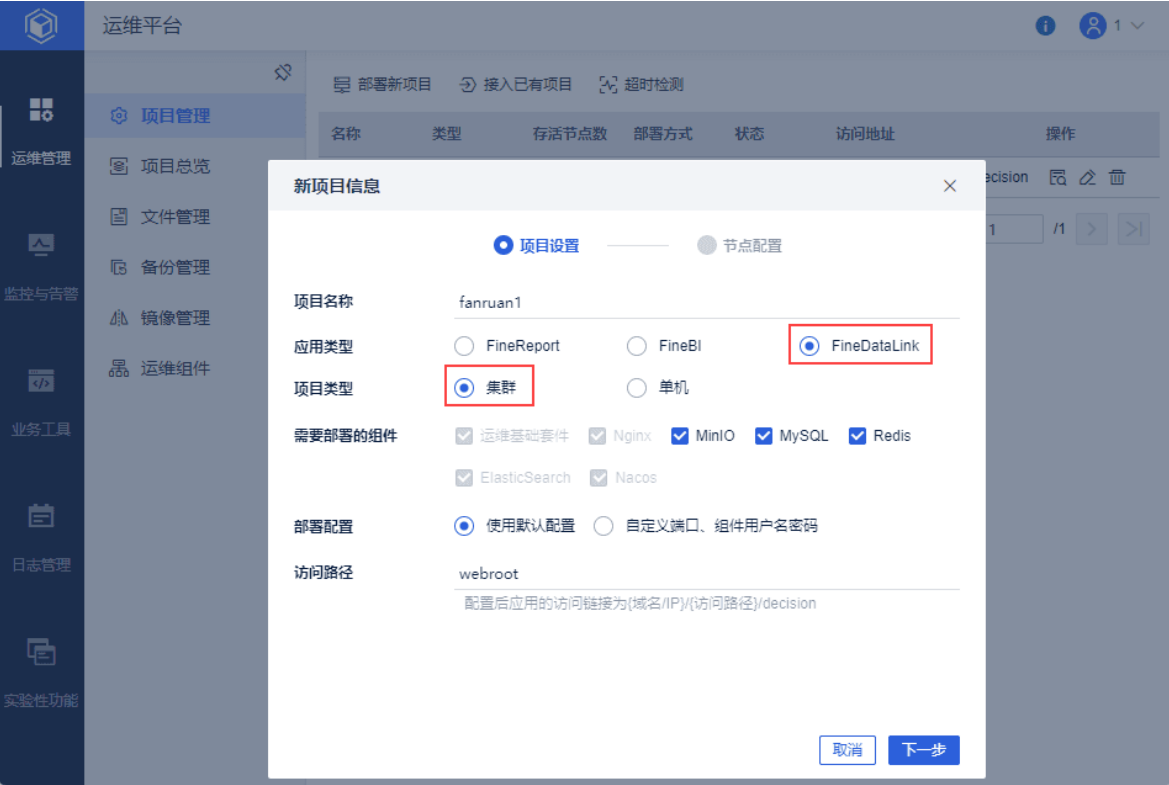 运维平台
1
部署新项目 接入已有项目 超时检测
项目管理
名称 类型 存活节点数 部署方式 状态 访问地址 操作
运维管理
项目总览
ecision
文件管理
1 /1
备份管理
监控与告警
镜像管理
运维组件
业务工具
日志管理
实验性功能
新项目信息
项目设置 节点配置
项目名称 fanruan1
应用类型 FineReport FineBI FineDataLink
项目类型 集群 单机
需要部署的组件 运维基础套件 Nginx MinIO MySQL Redis
ElasticSearch Nacos
部署配置 使用默认配置 自定义端口、组件用户名密码
访问路径 webroot
配置后应用的访问链接为{域名/IP}/{访问路径}/decision
取消 下一步